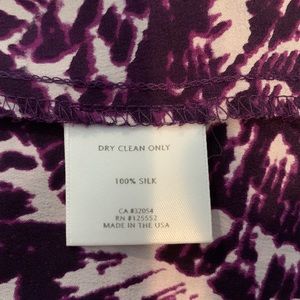 DRY CLEAN ONLY
100% SILK
CA #32054
RN #125552
MADE IN THE USA